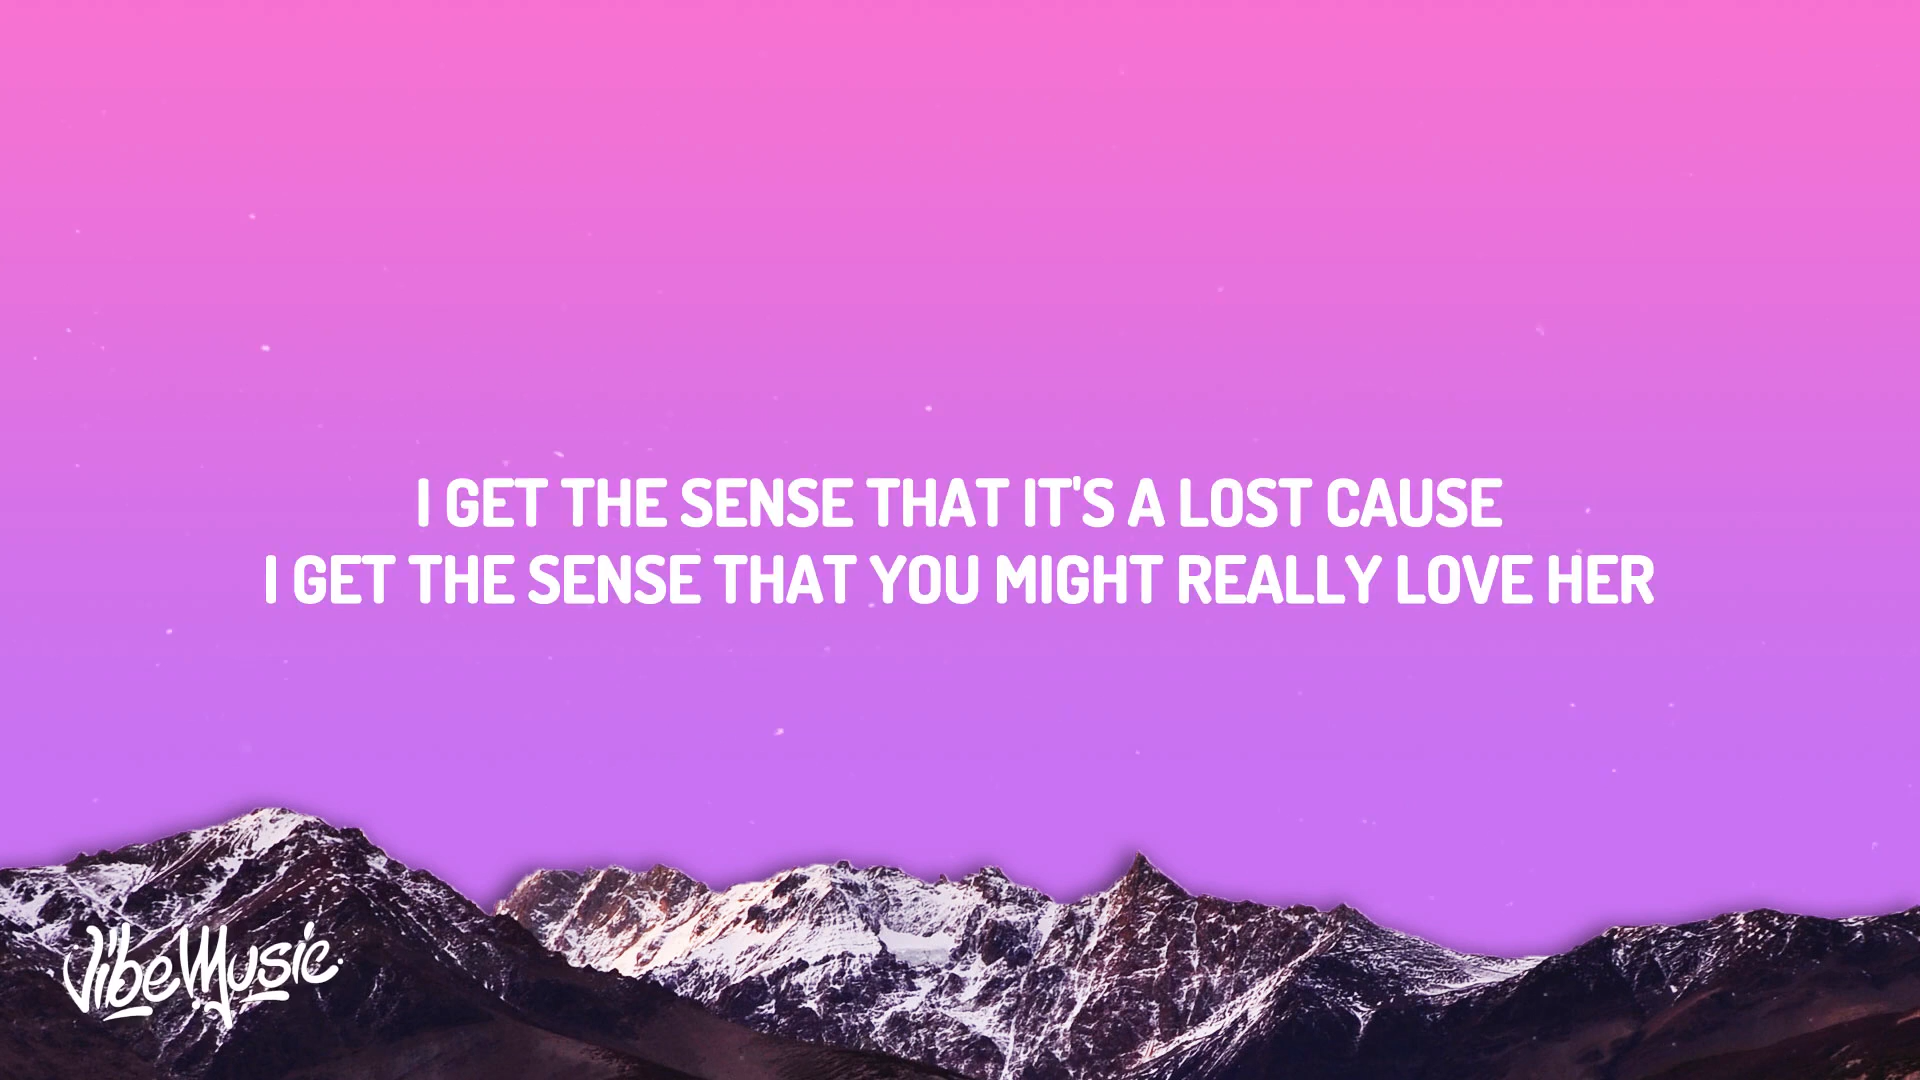 I GET THE SENSE THAT IT'S A LOST CAUSE
I GET THE SENSE THAT YOU MIGHT REALLY LOVE HER
Vibe Music